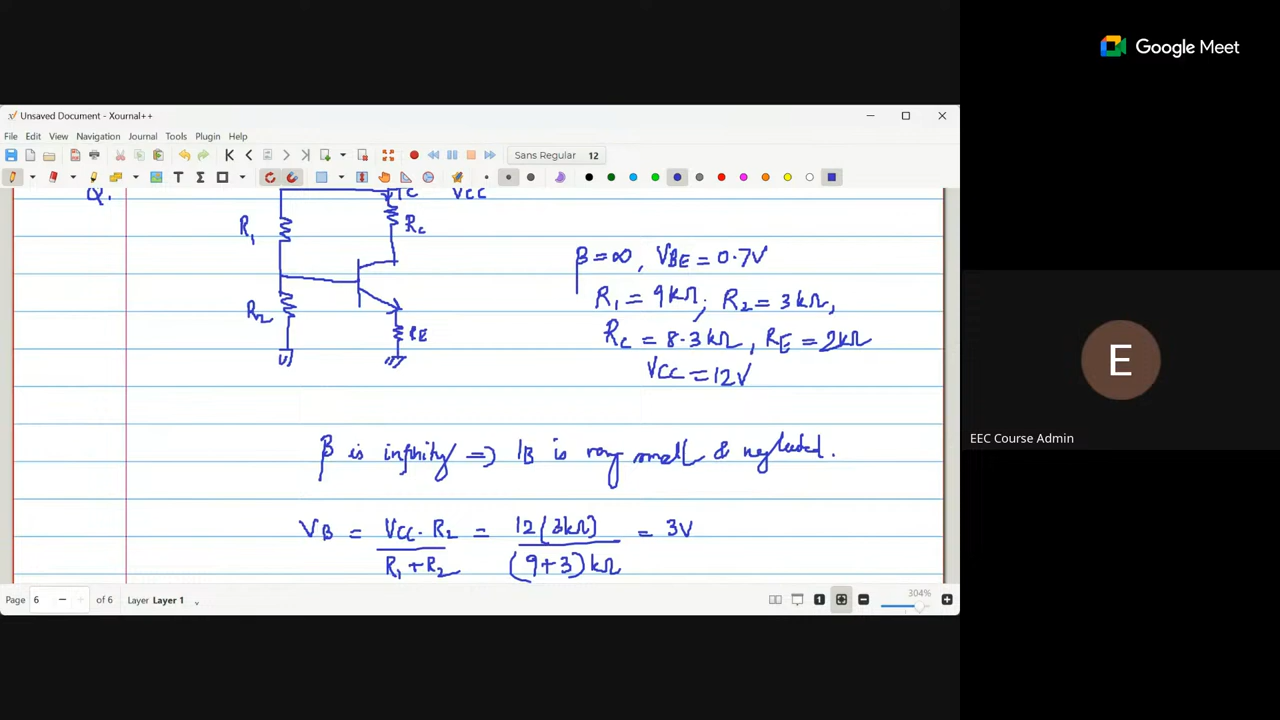 Google Meet
Unsaved Document - Xournal++
File Edit View Navigation Journal Tools Plugin Help
Sans Regular 12
Q.
IC VCC
R1 RC
β = ∞, VBE = 0.7V
R1 = 9kΩ; R2 = 3kΩ,
R2 RE
RC = 8.3kΩ, RE = 2kΩ
VCC = 12V
E
EEC Course Admin
β is infinity => IB is very small & neglected.
VB = VCC · R2 / R1 + R2 = 12(3kΩ) / (9+3)kΩ = 3V
Page 6 of 6 Layer Layer 1
304%